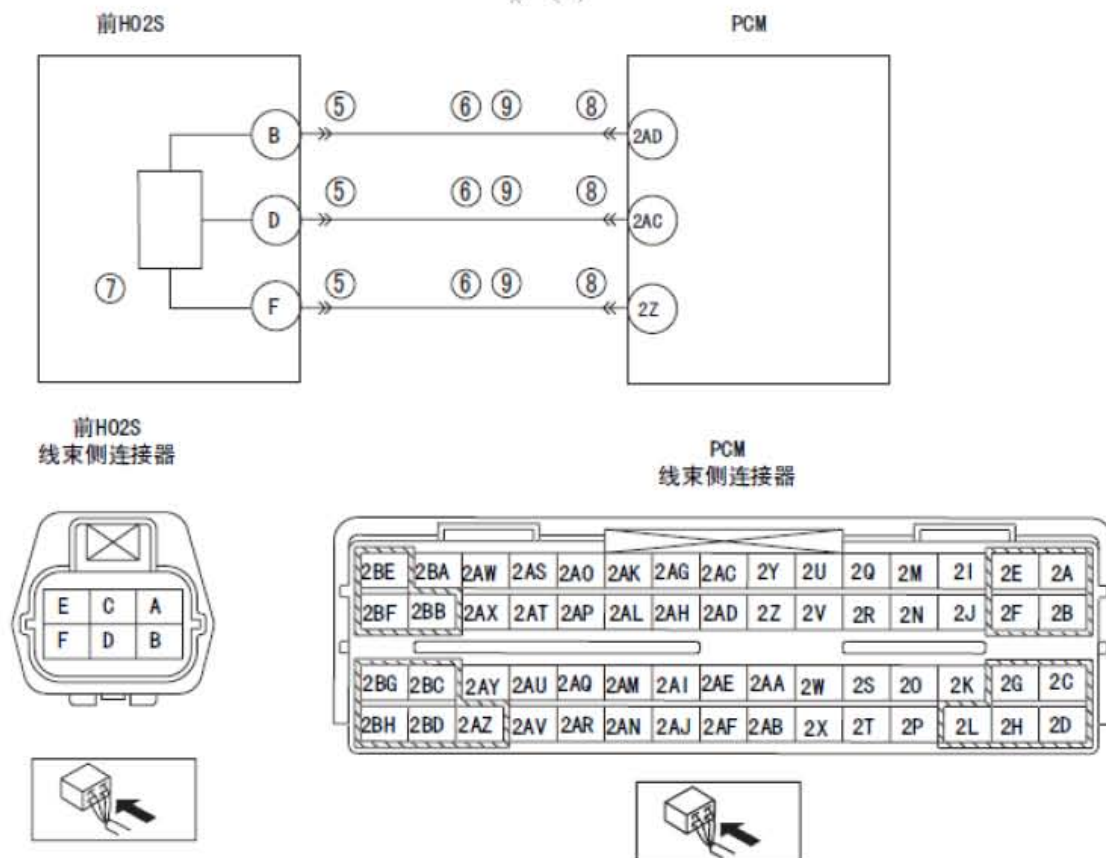 前HO2S PCM
⑤ ⑥ ⑨ ⑧
B 2AD
⑤ ⑥ ⑨ ⑧
D 2AC
⑤ ⑥ ⑨ ⑧
⑦
F 2Z
前HO2S
线束侧连接器
PCM
线束侧连接器
E C A
F D B
2BE 2BA 2AW 2AS 2AO 2AK 2AG 2AC 2Y 2U 2Q 2M 2I 2E 2A
2BF 2BB 2AX 2AT 2AP 2AL 2AH 2AD 2Z 2V 2R 2N 2J 2F 2B
2BG 2BC 2AY 2AU 2AQ 2AM 2AI 2AE 2AA 2W 2S 2O 2K 2G 2C
2BH 2BD 2AZ 2AV 2AR 2AN 2AJ 2AF 2AB 2X 2T 2P 2L 2H 2D